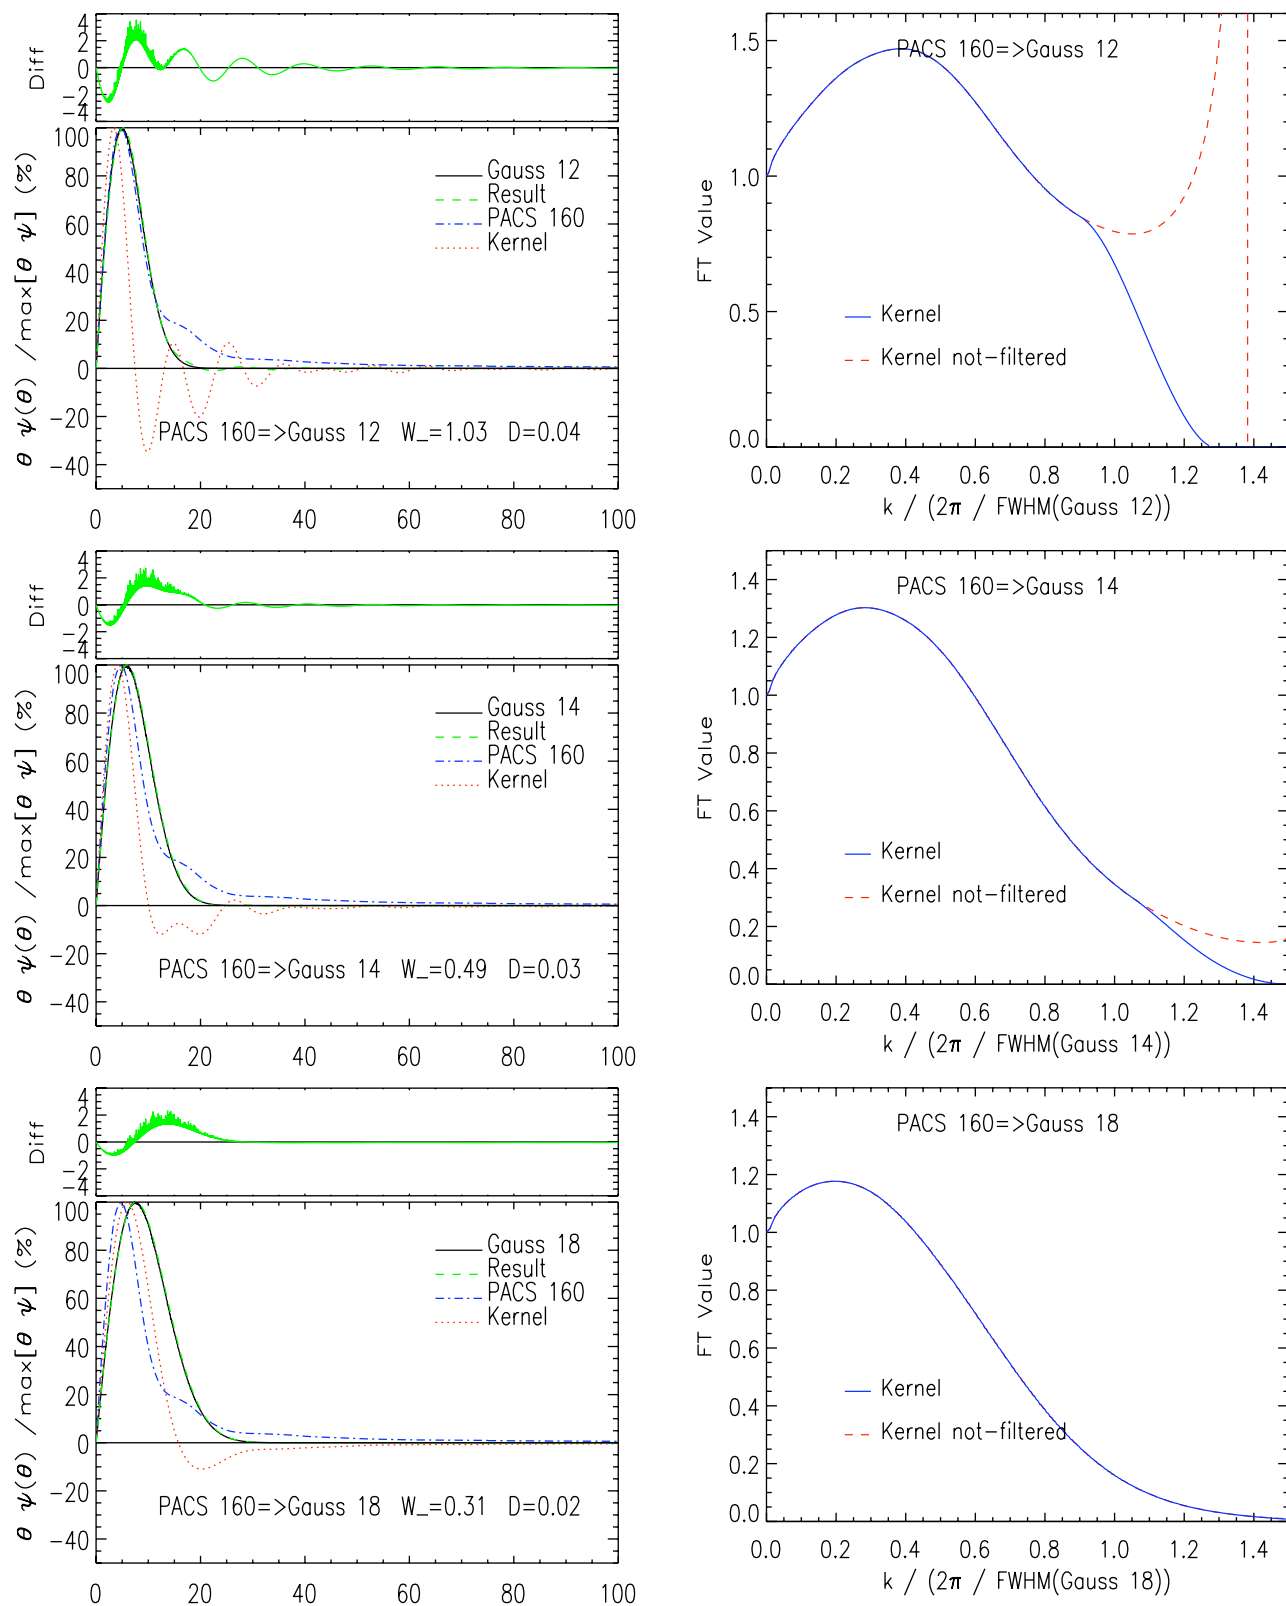 4
2
0
−2
−4
Diff
100
80
60
40
20
0
−20
−40
θ ψ(θ) /max[θ ψ] (%)
Gauss 12
Result
PACS 160
Kernel
PACS 160=>Gauss 12 W_=1.03 D=0.04
0 20 40 60 80 100
PACS 160=>Gauss 12
1.5
1.0
0.5
0.0
FT Value
Kernel
Kernel not-filtered
0.0 0.2 0.4 0.6 0.8 1.0 1.2 1.4
k / (2π / FWHM(Gauss 12))
4
2
0
−2
−4
Diff
100
80
60
40
20
0
−20
−40
θ ψ(θ) /max[θ ψ] (%)
Gauss 14
Result
PACS 160
Kernel
PACS 160=>Gauss 14 W_=0.49 D=0.03
0 20 40 60 80 100
PACS 160=>Gauss 14
1.4
1.2
1.0
0.8
0.6
0.4
0.2
0.0
FT Value
Kernel
Kernel not-filtered
0.0 0.2 0.4 0.6 0.8 1.0 1.2 1.4
k / (2π / FWHM(Gauss 14))
4
2
0
−2
−4
Diff
100
80
60
40
20
0
−20
−40
θ ψ(θ) /max[θ ψ] (%)
Gauss 18
Result
PACS 160
Kernel
PACS 160=>Gauss 18 W_=0.31 D=0.02
0 20 40 60 80 100
PACS 160=>Gauss 18
1.4
1.2
1.0
0.8
0.6
0.4
0.2
0.0
FT Value
Kernel
Kernel not-filtered
0.0 0.2 0.4 0.6 0.8 1.0 1.2 1.4
k / (2π / FWHM(Gauss 18))